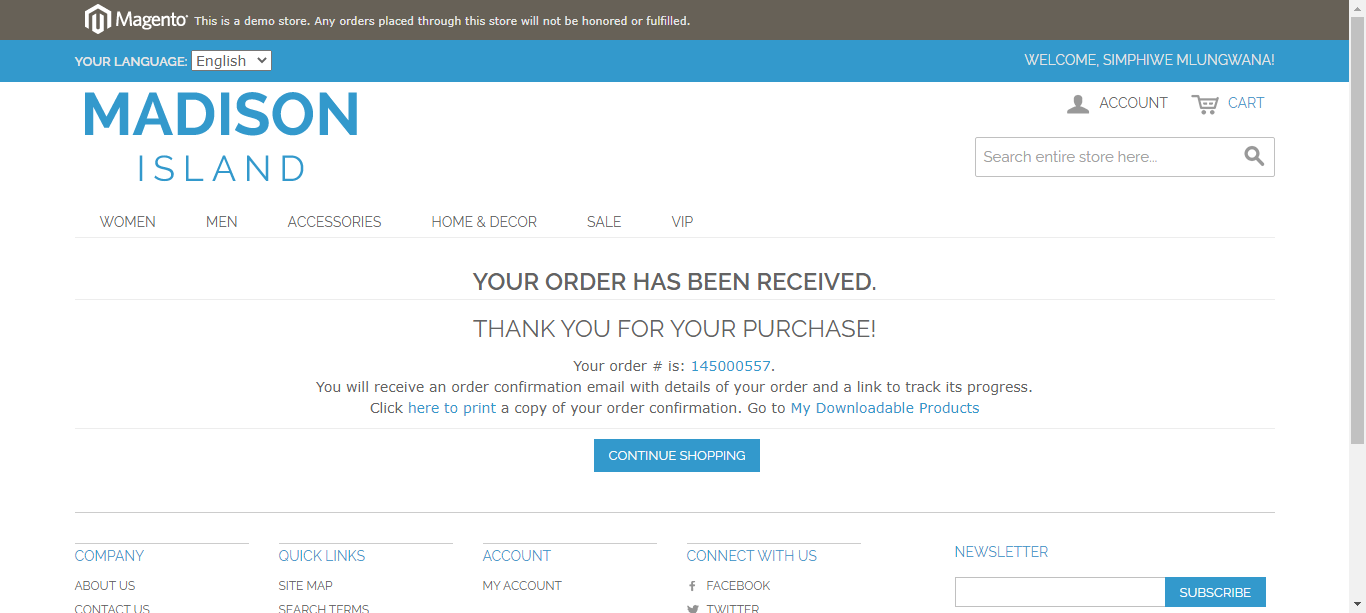 Magento This is a demo store. Any orders placed through this store will not be honored or fulfilled.
YOUR LANGUAGE: English
WELCOME, SIMPHIWE MLUNGWANA!
MADISON
ISLAND
ACCOUNT CART
Search entire store here...
WOMEN MEN ACCESSORIES HOME & DECOR SALE VIP
YOUR ORDER HAS BEEN RECEIVED.
THANK YOU FOR YOUR PURCHASE!
Your order # is: 145000557.
You will receive an order confirmation email with details of your order and a link to track its progress.
Click here to print a copy of your order confirmation. Go to My Downloadable Products
CONTINUE SHOPPING
COMPANY
ABOUT US
CONTACT US
QUICK LINKS
SITE MAP
SEARCH TERMS
ACCOUNT
MY ACCOUNT
CONNECT WITH US
FACEBOOK
TWITTER
NEWSLETTER
SUBSCRIBE